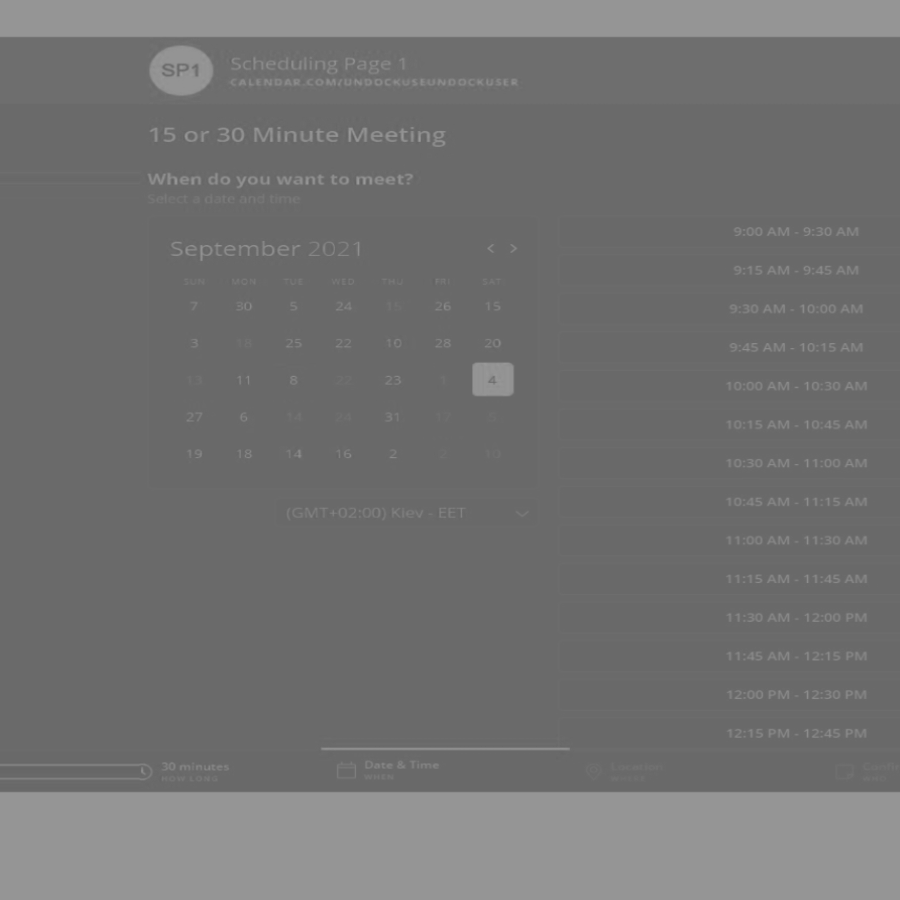 SP1
Scheduling Page 1
CALENDAR.COM/UNDOCKUSEUNDOCKUSER
15 or 30 Minute Meeting
When do you want to meet?
Select a date and time
September 2021 < >
SUN MON TUE WED THU FRI SAT
7 30 5 24 15 26 15
3 18 25 22 10 28 20
13 11 8 22 23 4
27 6 24 31 12
19 18 14 16 2 2 10
(GMT+02:00) Kiev - EET
9:00 AM - 9:30 AM
9:15 AM - 9:45 AM
9:30 AM - 10:00 AM
9:45 AM - 10:15 AM
10:00 AM - 10:30 AM
10:15 AM - 10:45 AM
10:30 AM - 11:00 AM
10:45 AM - 11:15 AM
11:00 AM - 11:30 AM
11:15 AM - 11:45 AM
11:30 AM - 12:00 PM
11:45 AM - 12:15 PM
12:00 PM - 12:30 PM
12:15 PM - 12:45 PM
30 minutes
HOW LONG
Date & Time
WHEN
Location
WHERE